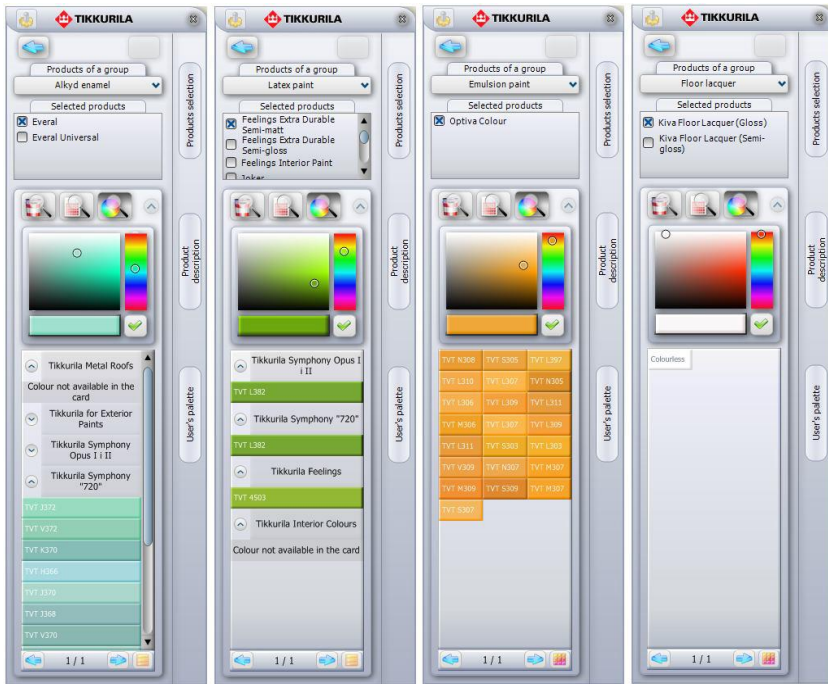 TIKKURILA
Products of a group
Alkyd enamel
Selected products
Everal
Everal Universal
Products selection
Product
description
User's palette
Tikkurila Metal Roofs
Colour not available in the
card
Tikkurila for Exterior
Paints
Tikkurila Symphony
Opus I i II
Tikkurila Symphony
"720"
TVT J372
TVT V372
TVT K370
TVT H366
TVT J370
TVT J368
TVT V370
1 / 1
TIKKURILA
Products of a group
Latex paint
Selected products
Feelings Extra Durable
Semi-matt
Feelings Extra Durable
Semi-gloss
Feelings Interior Paint
Joker
Products selection
Product
description
User's palette
Tikkurila Symphony Opus I
i II
TVT L382
Tikkurila Symphony "720"
TVT L382
Tikkurila Feelings
TVT 4503
Tikkurila Interior Colours
Colour not available in the card
1 / 1
TIKKURILA
Products of a group
Emulsion paint
Selected products
Optiva Colour
Products selection
Product
description
User's palette
TVT N308 TVT S305 TVT L397
TVT L310 TVT L307 TVT N305
TVT L306 TVT L309 TVT L311
TVT M306 TVT L307 TVT L309
TVT L311 TVT S303 TVT L303
TVT V309 TVT N307 TVT M307
TVT M309 TVT S309 TVT M307
TVT S307
1 / 1
TIKKURILA
Products of a group
Floor lacquer
Selected products
Kiva Floor Lacquer (Gloss)
Kiva Floor Lacquer (Semi-
gloss)
Products selection
Product
description
User's palette
Colourless
1 / 1